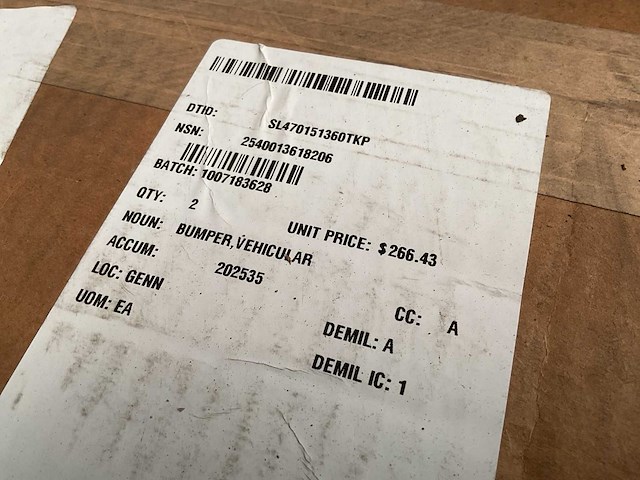 DTID: SL470151360TKP
NSN: 2540013618206
BATCH: 1007183628
QTY: 2 UNIT PRICE: $266.43
NOUN: BUMPER,VEHICULAR
ACCUM: 202535
LOC: GENN CC: A
UOM: EA DEMIL: A
DEMIL IC: 1